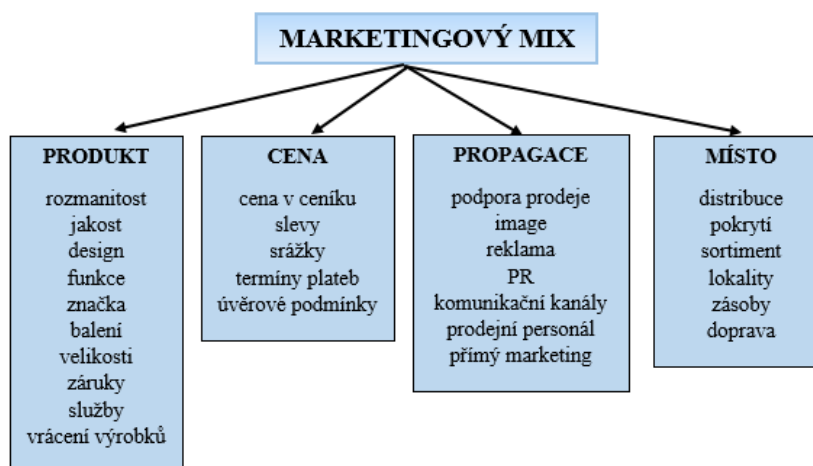 MARKETINGOVÝ MIX
PRODUKT
rozmanitost
jakost
design
funkce
značka
balení
velikosti
záruky
služby
vrácení výrobků
CENA
cena v ceníku
slevy
srážky
termíny plateb
úvěrové podmínky
PROPAGACE
podpora prodeje
image
reklama
PR
komunikační kanály
prodejní personál
přímý marketing
MÍSTO
distribuce
pokrytí
sortiment
lokality
zásoby
doprava